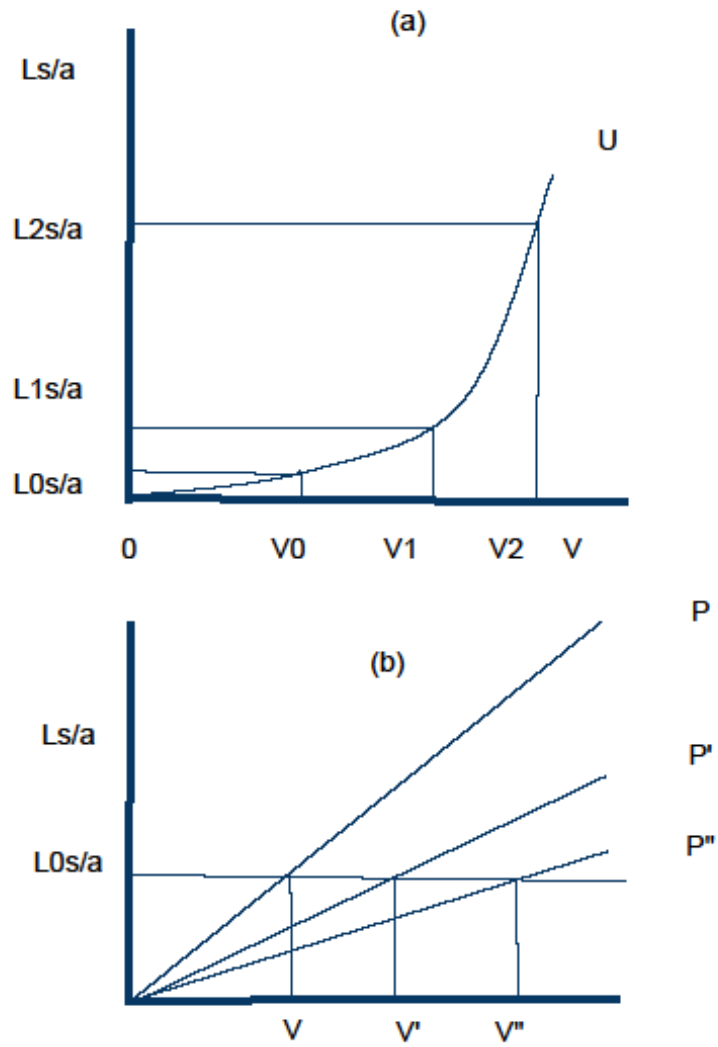 (a)
Ls/a
U
L2s/a
L1s/a
L0s/a
0 V0 V1 V2 V
P
(b)
Ls/a
P'
P"
L0s/a
V V' V"'